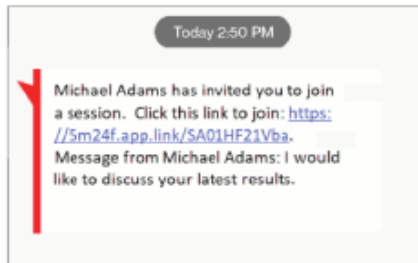 Today 2:50 PM
Michael Adams has invited you to join
a session.  Click this link to join: https:
//5m24f.app.link/SA01HF21Vba.
Message from Michael Adams: I would
like to discuss your latest results.